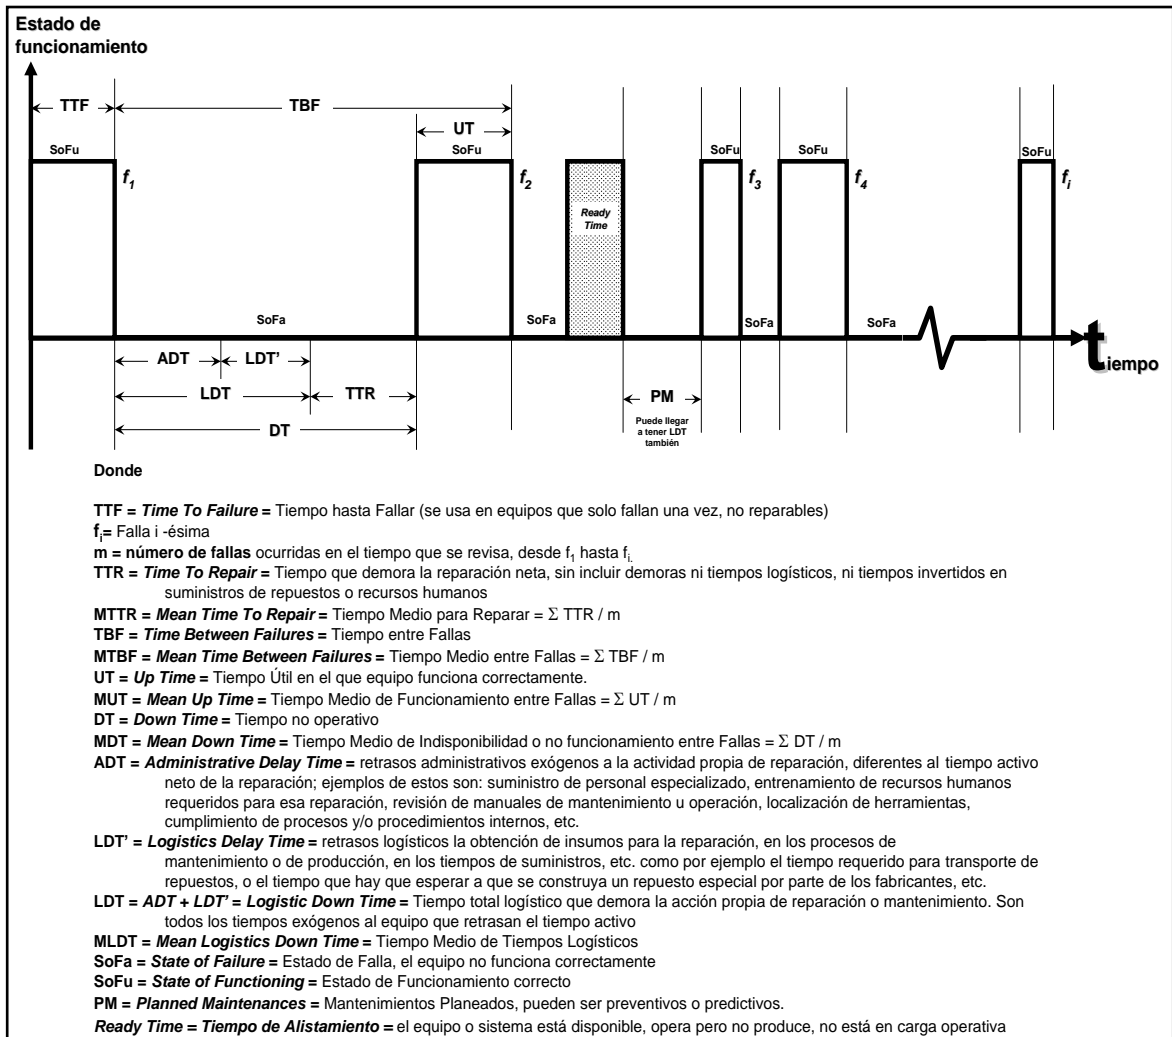 Estado de
funcionamiento
TTF
TBF
UT
SoFu
SoFu
SoFu
SoFu
SoFu
f1
f2
f3
f4
fi
Ready
Time
SoFa
SoFa
SoFa
SoFa
ADT
LDT’
LDT
TTR
DT
PM
Puede llegar
a tener LDT
también
tiempo
Donde
TTF = Time To Failure = Tiempo hasta Fallar (se usa en equipos que solo fallan una vez, no reparables)
fi= Falla i -ésima
m = número de fallas ocurridas en el tiempo que se revisa, desde f1 hasta fi.
TTR = Time To Repair = Tiempo que demora la reparación neta, sin incluir demoras ni tiempos logísticos, ni tiempos invertidos en
suministros de repuestos o recursos humanos
MTTR = Mean Time To Repair = Tiempo Medio para Reparar = Σ TTR / m
TBF = Time Between Failures = Tiempo entre Fallas
MTBF = Mean Time Between Failures = Tiempo Medio entre Fallas = Σ TBF / m
UT = Up Time = Tiempo Útil en el que equipo funciona correctamente.
MUT = Mean Up Time = Tiempo Medio de Funcionamiento entre Fallas = Σ UT / m
DT = Down Time = Tiempo no operativo
MDT = Mean Down Time = Tiempo Medio de Indisponibilidad o no funcionamiento entre Fallas = Σ DT / m
ADT = Administrative Delay Time = retrasos administrativos exógenos a la actividad propia de reparación, diferentes al tiempo activo
neto de la reparación; ejemplos de estos son: suministro de personal especializado, entrenamiento de recursos humanos
requeridos para esa reparación, revisión de manuales de mantenimiento u operación, localización de herramientas,
cumplimiento de procesos y/o procedimientos internos, etc.
LDT’ = Logistics Delay Time = retrasos logísticos la obtención de insumos para la reparación, en los procesos de
mantenimiento o de producción, en los tiempos de suministros, etc. como por ejemplo el tiempo requerido para transporte de
repuestos, o el tiempo que hay que esperar a que se construya un repuesto especial por parte de los fabricantes, etc.
LDT = ADT + LDT’ = Logistic Down Time = Tiempo total logístico que demora la acción propia de reparación o mantenimiento. Son
todos los tiempos exógenos al equipo que retrasan el tiempo activo
MLDT = Mean Logistics Down Time = Tiempo Medio de Tiempos Logísticos
SoFa = State of Failure = Estado de Falla, el equipo no funciona correctamente
SoFu = State of Functioning = Estado de Funcionamiento correcto
PM = Planned Maintenances = Mantenimientos Planeados, pueden ser preventivos o predictivos.
Ready Time = Tiempo de Alistamiento = el equipo o sistema está disponible, opera pero no produce, no está en carga operativa